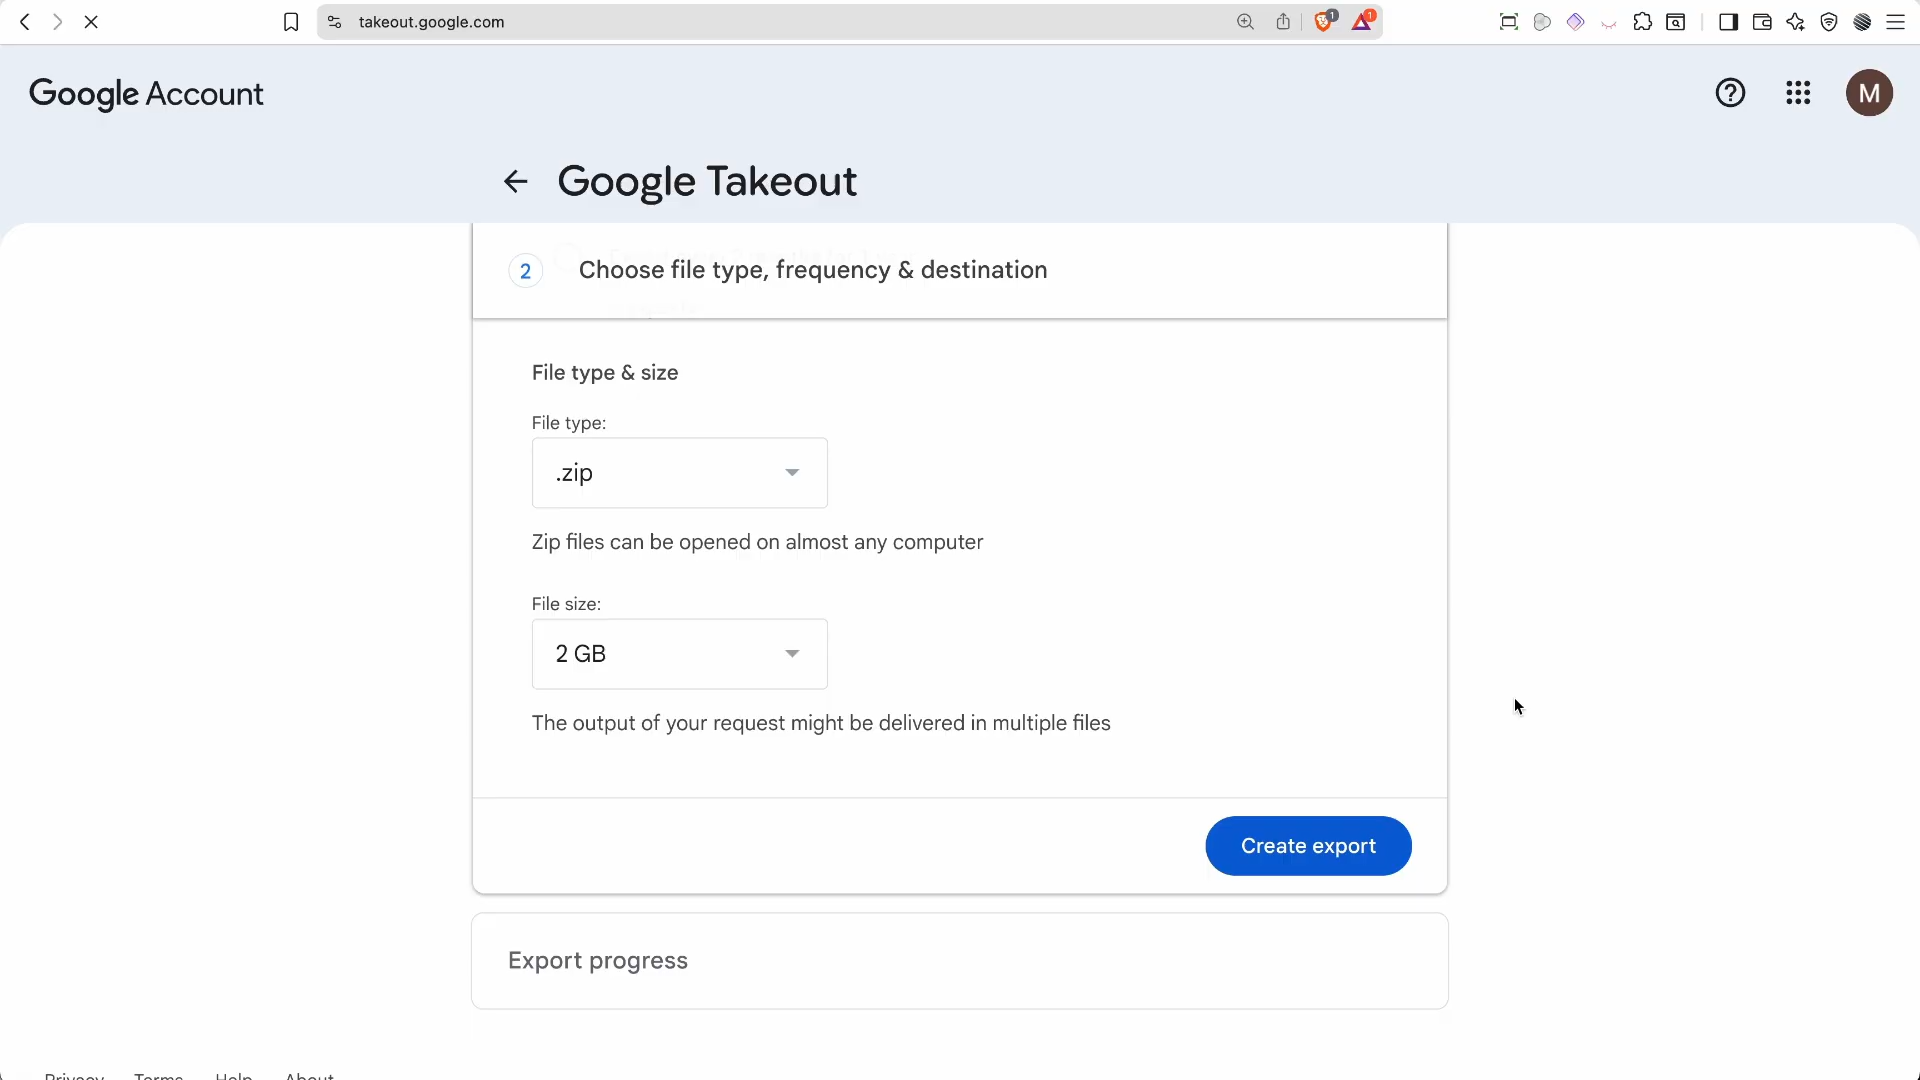 takeout.google.com
1
1
Google Account
M
Google Takeout
2
Choose file type, frequency & destination
File type & size
File type:
.zip
Zip files can be opened on almost any computer
File size:
2 GB
The output of your request might be delivered in multiple files
Create export
Export progress
Privacy Terms Help About